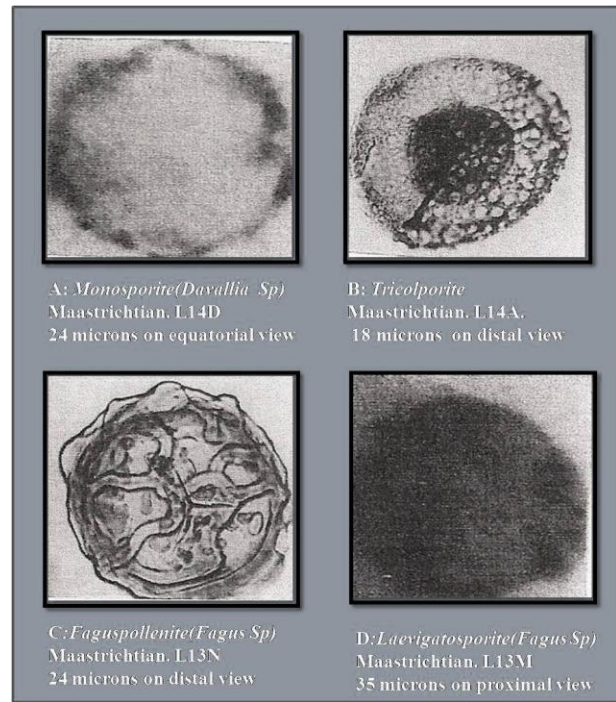 A: Monosporite(Davallia Sp)
Maastrichtian. L14D
24 microns on equatorial view
B: Tricolporite
Maastrichtian. L14A.
18 microns on distal view
C:Faguspollenite(Fagus Sp)
Maastrichtian. L13N
24 microns on distal view
D:Laevigatosporite(Fagus Sp)
Maastrichtian. L13M
35 microns on proximal view